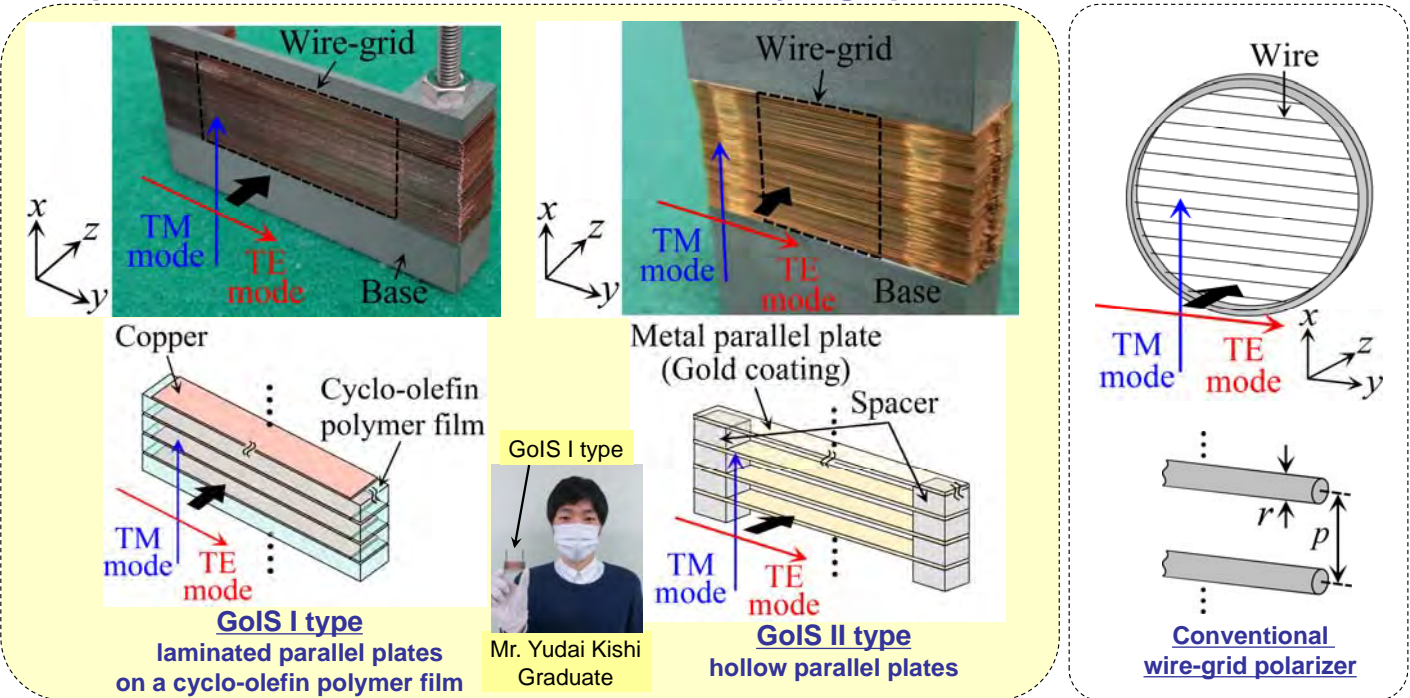 Wire-grid
TM
mode
TE
mode
Base
x
z
y
Wire-grid
TM
mode
TE
mode
Base
x
z
y
Copper
Cyclo-olefin
polymer film
TM
mode
TE
mode
GoIS I type
laminated parallel plates
on a cyclo-olefin polymer film
GoIS I type
Mr. Yudai Kishi
Graduate
Metal parallel plate
(Gold coating)
Spacer
TM
mode
TE
mode
GoIS II type
hollow parallel plates
Wire
TM
mode
TE
mode
x
z
y
r
p
Conventional
wire-grid polarizer